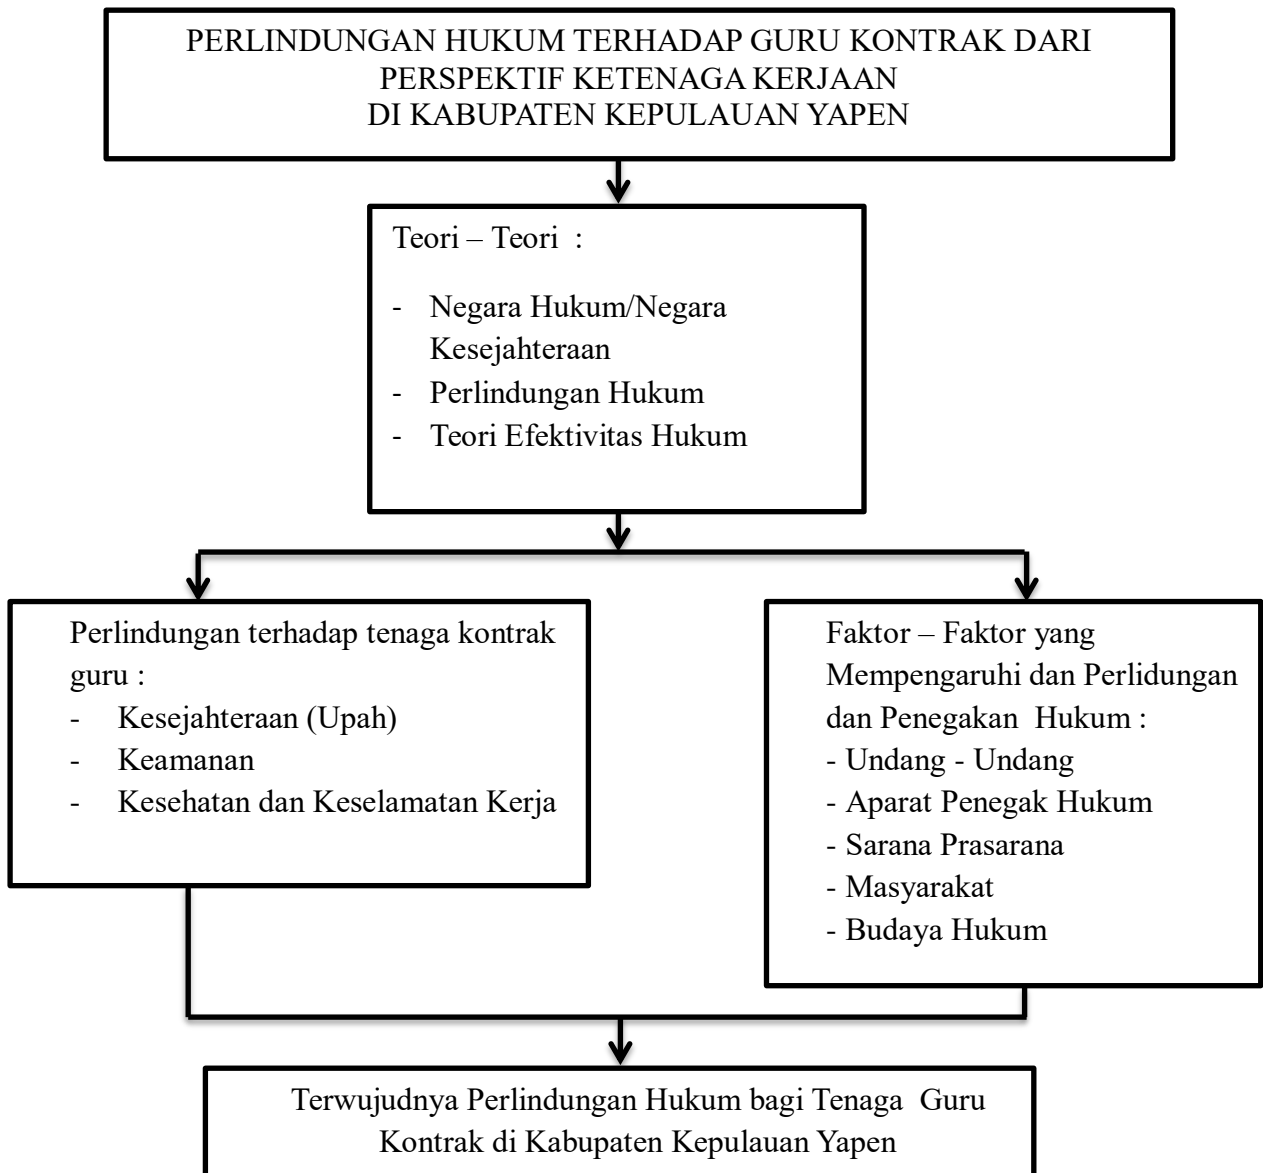 PERLINDUNGAN HUKUM TERHADAP GURU KONTRAK DARI
PERSPEKTIF KETENAGA KERJAAN
DI KABUPATEN KEPULAUAN YAPEN
Teori – Teori :
- Negara Hukum/Negara
Kesejahteraan
- Perlindungan Hukum
- Teori Efektivitas Hukum
Perlindungan terhadap tenaga kontrak
guru :
- Kesejahteraan (Upah)
- Keamanan
- Kesehatan dan Keselamatan Kerja
Faktor – Faktor yang
Mempengaruhi dan Perlidungan
dan Penegakan Hukum :
- Undang - Undang
- Aparat Penegak Hukum
- Sarana Prasarana
- Masyarakat
- Budaya Hukum
Terwujudnya Perlindungan Hukum bagi Tenaga Guru
Kontrak di Kabupaten Kepulauan Yapen